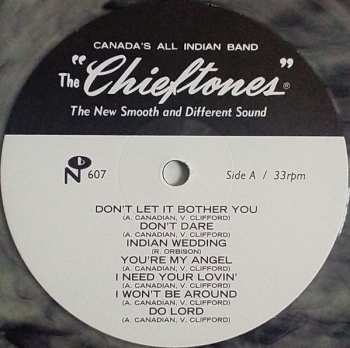 CANADA'S ALL INDIAN BAND
The "Chieftones"®
The New Smooth and Different Sound
N 607
Side A / 33rpm
DON'T LET IT BOTHER YOU
(A. CANADIAN, V. CLIFFORD)
DON'T DARE
(A. CANADIAN, V. CLIFFORD)
INDIAN WEDDING
(R. ORBISON)
YOU'RE MY ANGEL
(A. CANADIAN, V. CLIFFORD)
I NEED YOUR LOVIN'
(A. CANADIAN, V. CLIFFORD)
I WON'T BE AROUND
(A. CANADIAN, V. CLIFFORD)
DO LORD
(A. CANADIAN, V. CLIFFORD)